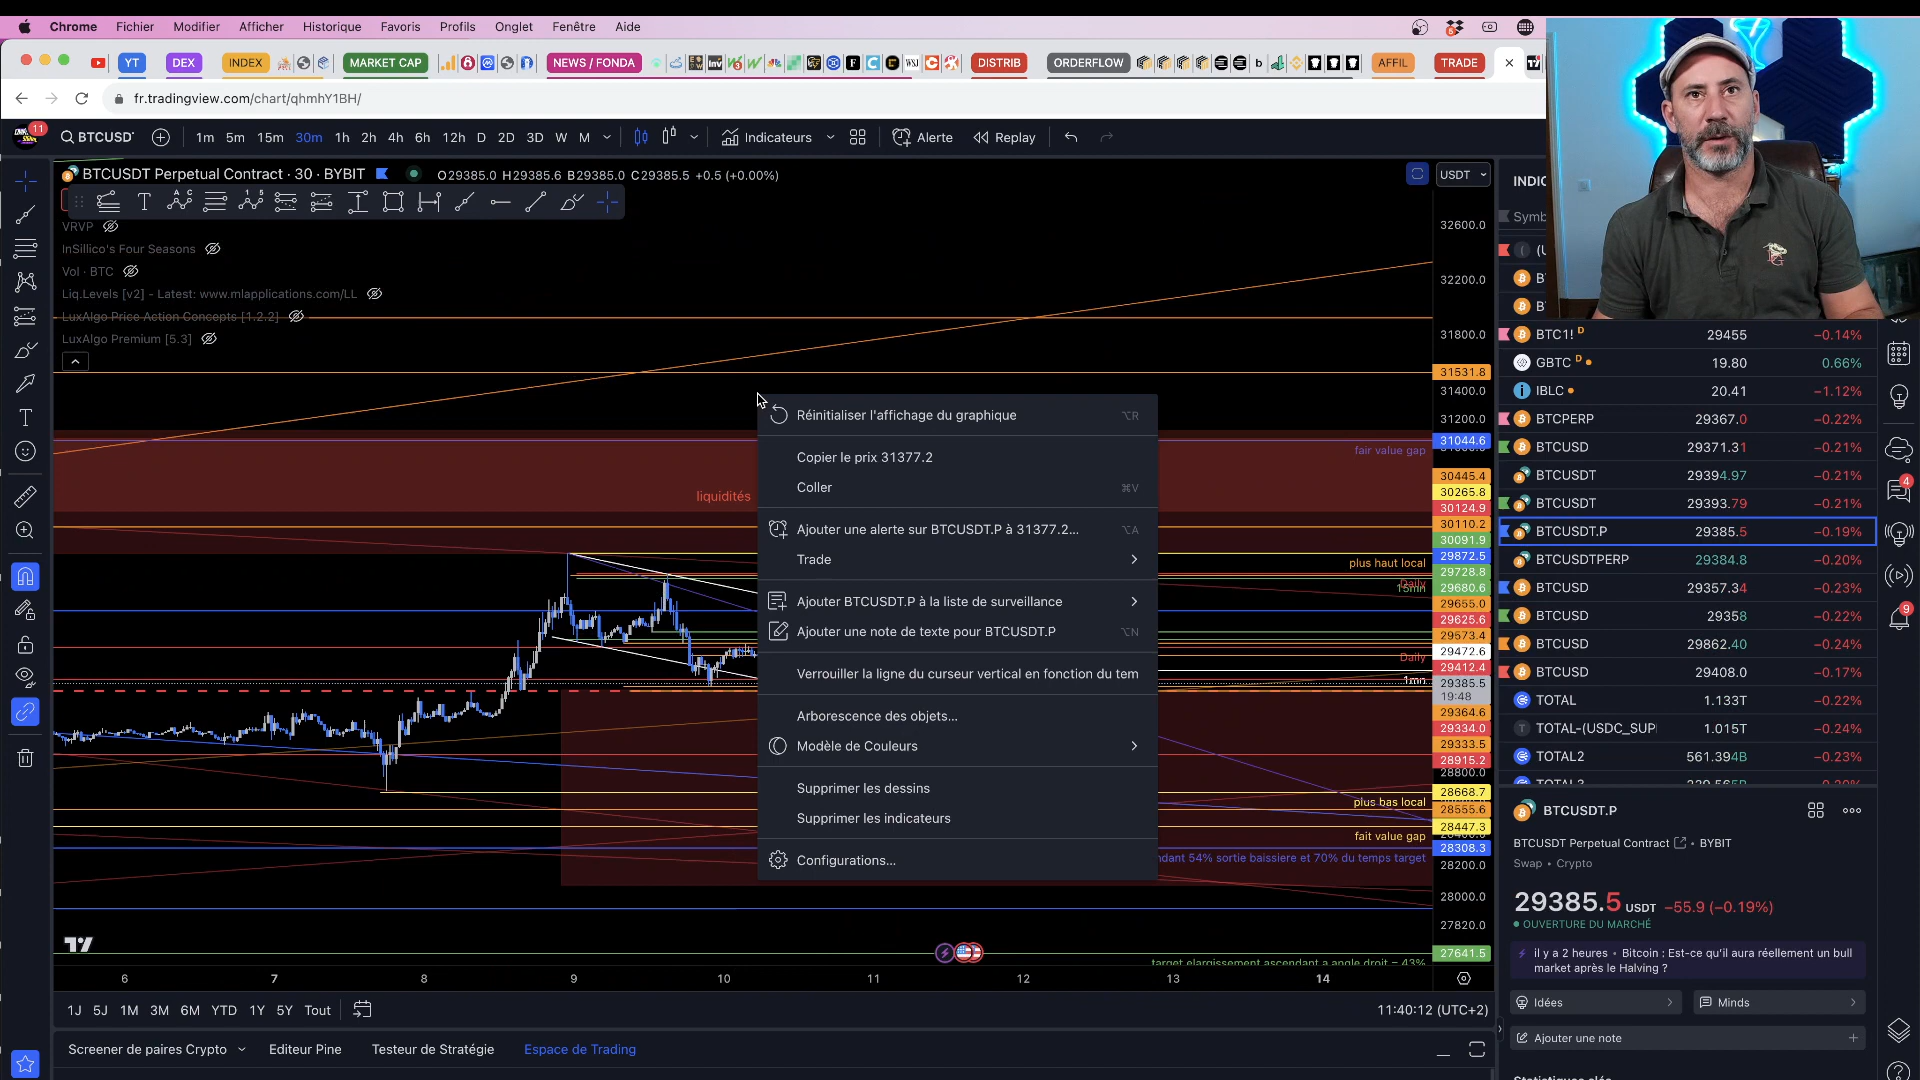 Chrome Fichier Modifier Afficher Historique Favoris Profils Onglet Fenêtre Aide
YT DEX INDEX MARKET CAP NEWS / FONDA DISTRIB ORDERFLOW AFFIL TRADE
fr.tradingview.com/chart/qhmhY1BH/
11 BTCUSD 1m 5m 15m 30m 1h 2h 4h 6h 12h D 2D 3D W M Indicateurs Alerte Replay
BTCUSDT Perpetual Contract · 30 · BYBIT O29385.0 H29385.6 B29385.0 C29385.5 +0.5 (+0.00%) USDT
VRVP
InSillico's Four Seasons
Vol · BTC
Liq.Levels [v2] - Latest: www.mlapplications.com/LL
LuxAlgo Price Action Concepts [1.2.2]
LuxAlgo Premium [5.3]
liquidités
fair value gap
plus haut local
Daily
15mn
Daily
1mn
plus bas local
fait value gap
ndant 54% sortie baissiere et 70% du temps target
target elargissement ascendant a angle droit = 43%
Réinitialiser l'affichage du graphique ⌥R
Copier le prix 31377.2
Coller ⌘V
Ajouter une alerte sur BTCUSDT.P à 31377.2... ⌥A
Trade
Ajouter BTCUSDT.P à la liste de surveillance
Ajouter une note de texte pour BTCUSDT.P ⌥N
Verrouiller la ligne du curseur vertical en fonction du tem
Arborescence des objets...
Modèle de Couleurs
Supprimer les dessins
Supprimer les indicateurs
Configurations...
32600.0
32200.0
31800.0
31531.8
31400.0
31200.0
31044.6
30445.4
30265.8
30124.9
30110.2
30091.9
29872.5
29728.8
29680.6
29655.0
29625.6
29573.4
29472.6
29412.4
29385.5
19:48
29364.6
29334.0
29333.5
28915.2
28800.0
28668.7
28555.6
28447.3
28308.3
28200.0
28000.0
27820.0
27641.5
6 7 8 9 10 11 12 13 14
1J 5J 1M 3M 6M YTD 1Y 5Y Tout 11:40:12 (UTC+2)
Screener de paires Crypto Editeur Pine Testeur de Stratégie Espace de Trading
INDI
Symb
BTC1! D 29455 −0.14%
GBTC D 19.80 0.66%
IBLC 20.41 −1.12%
BTCPERP 29367.0 −0.22%
BTCUSD 29371.31 −0.21%
BTCUSDT 29394.97 −0.21%
BTCUSDT 29393.79 −0.21%
BTCUSDT.P 29385.5 −0.19%
BTCUSDTPERP 29384.8 −0.20%
BTCUSD 29357.34 −0.23%
BTCUSD 29358 −0.22%
BTCUSD 29862.40 −0.24%
BTCUSD 29408.0 −0.17%
TOTAL 1.133T −0.22%
TOTAL-(USDC_SUP 1.015T −0.24%
TOTAL2 561.394B −0.23%
BTCUSDT.P
BTCUSDT Perpetual Contract • BYBIT
Swap • Crypto
29385.5 USDT −55.9 (−0.19%)
OUVERTURE DU MARCHÉ
il y a 2 heures • Bitcoin : Est-ce qu'il aura réellement un bull
market après le Halving ?
Idées Minds
Ajouter une note
4
9